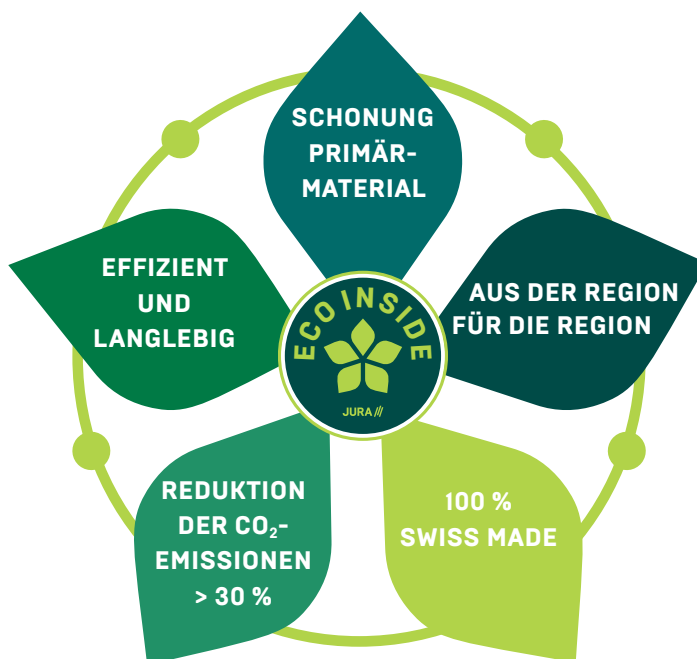 SCHONUNG
PRIMÄR-
MATERIAL
AUS DER REGION
FÜR DIE REGION
100 %
SWISS MADE
REDUKTION
DER CO₂-
EMISSIONEN
> 30 %
EFFIZIENT
UND
LANGLEBIG
ECO INSIDE
JURA